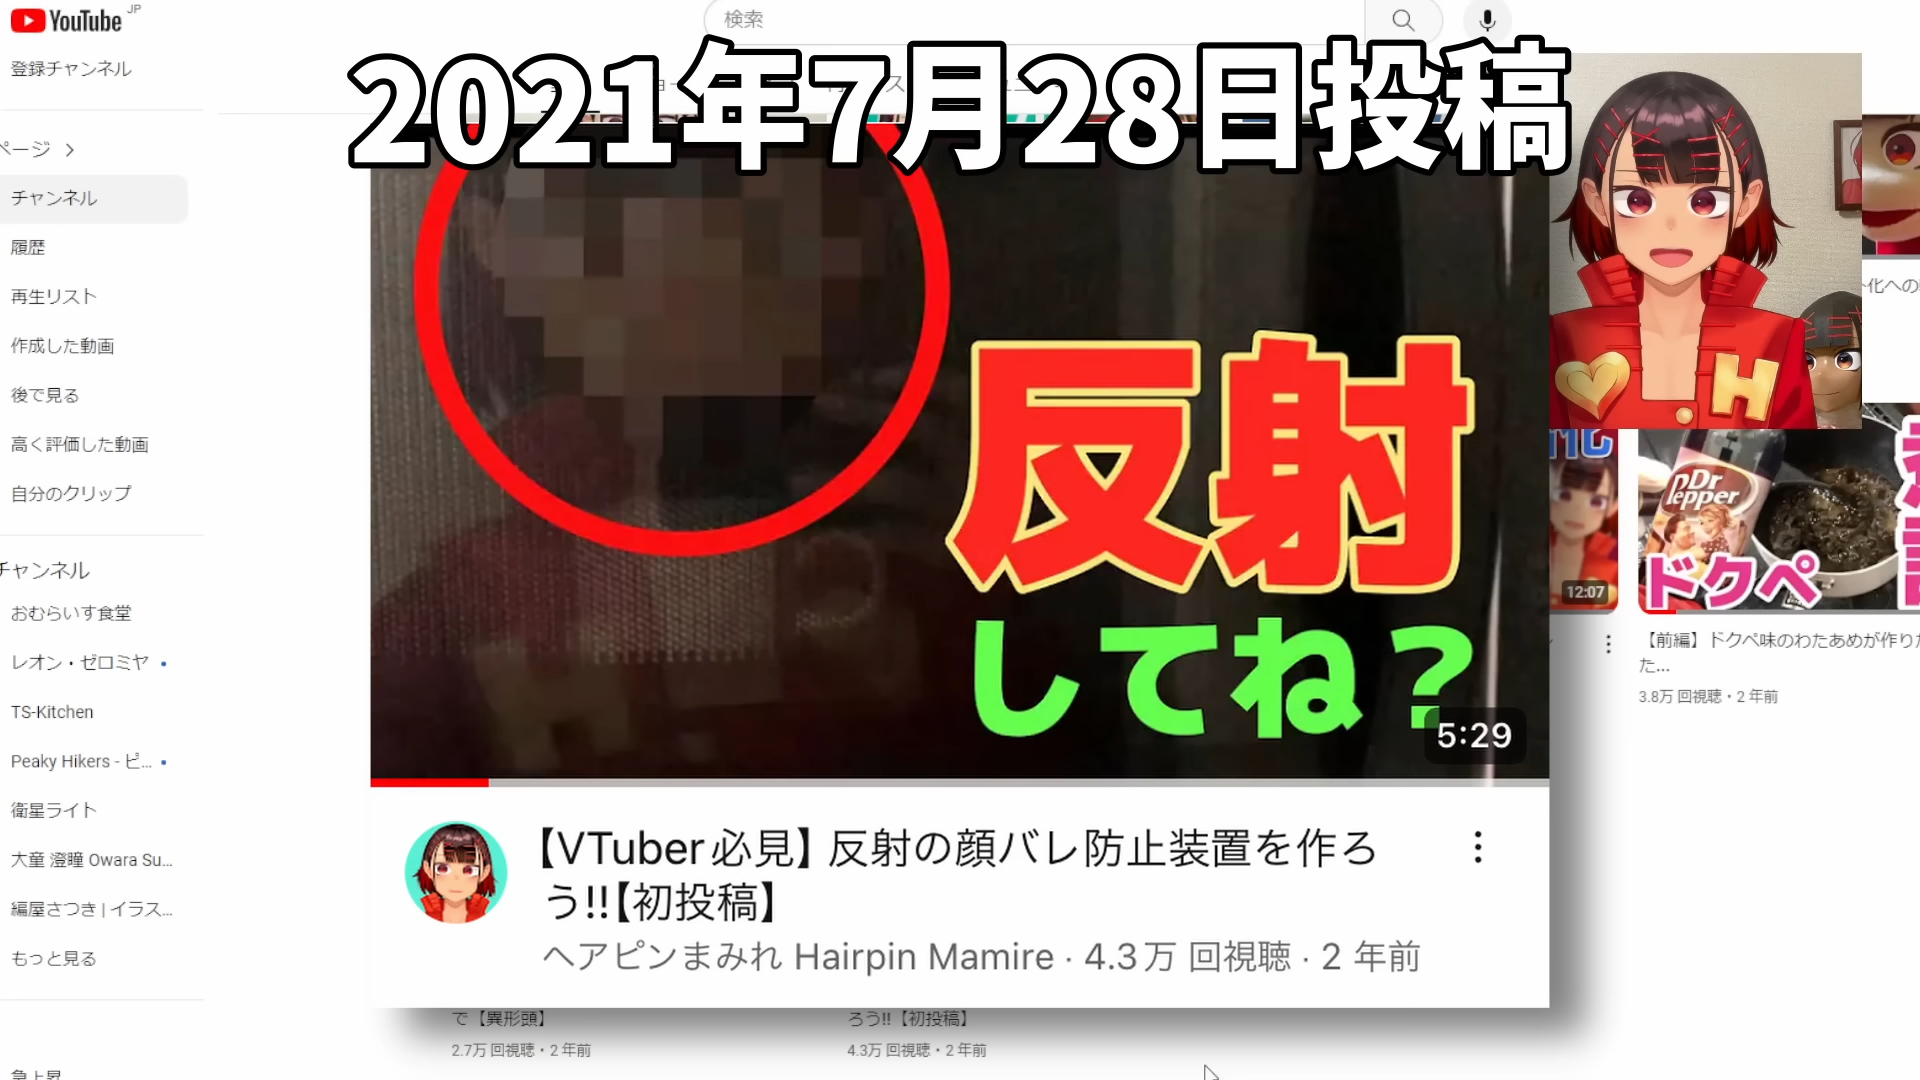 YouTube JP
検索
登録チャンネル
2021年7月28日投稿
ページ
チャンネル
履歴
再生リスト
作成した動画
後で見る
高く評価した動画
自分のクリップ
チャンネル
おむらいす食堂
レオン・ゼロミヤ
TS-Kitchen
Peaky Hikers - ピ...
衛星ライト
大童 澄瞳 Owara Su...
編屋さつき | イラス...
もっと見る
急上昇
反射
してね?
5:29
【VTuber必見】反射の顔バレ防止装置を作ろ
う!!【初投稿】
ヘアピンまみれ Hairpin Mamire · 4.3万 回視聴 · 2 年前
で【異形頭】
2.7万 回視聴・2 年前
ろう!!【初投稿】
4.3万 回視聴・2 年前
H
化への
12:07
Dr Pepper
ドクペ
【前編】ドクペ味のわたあめが作り
た...
3.8万 回視聴・2 年前